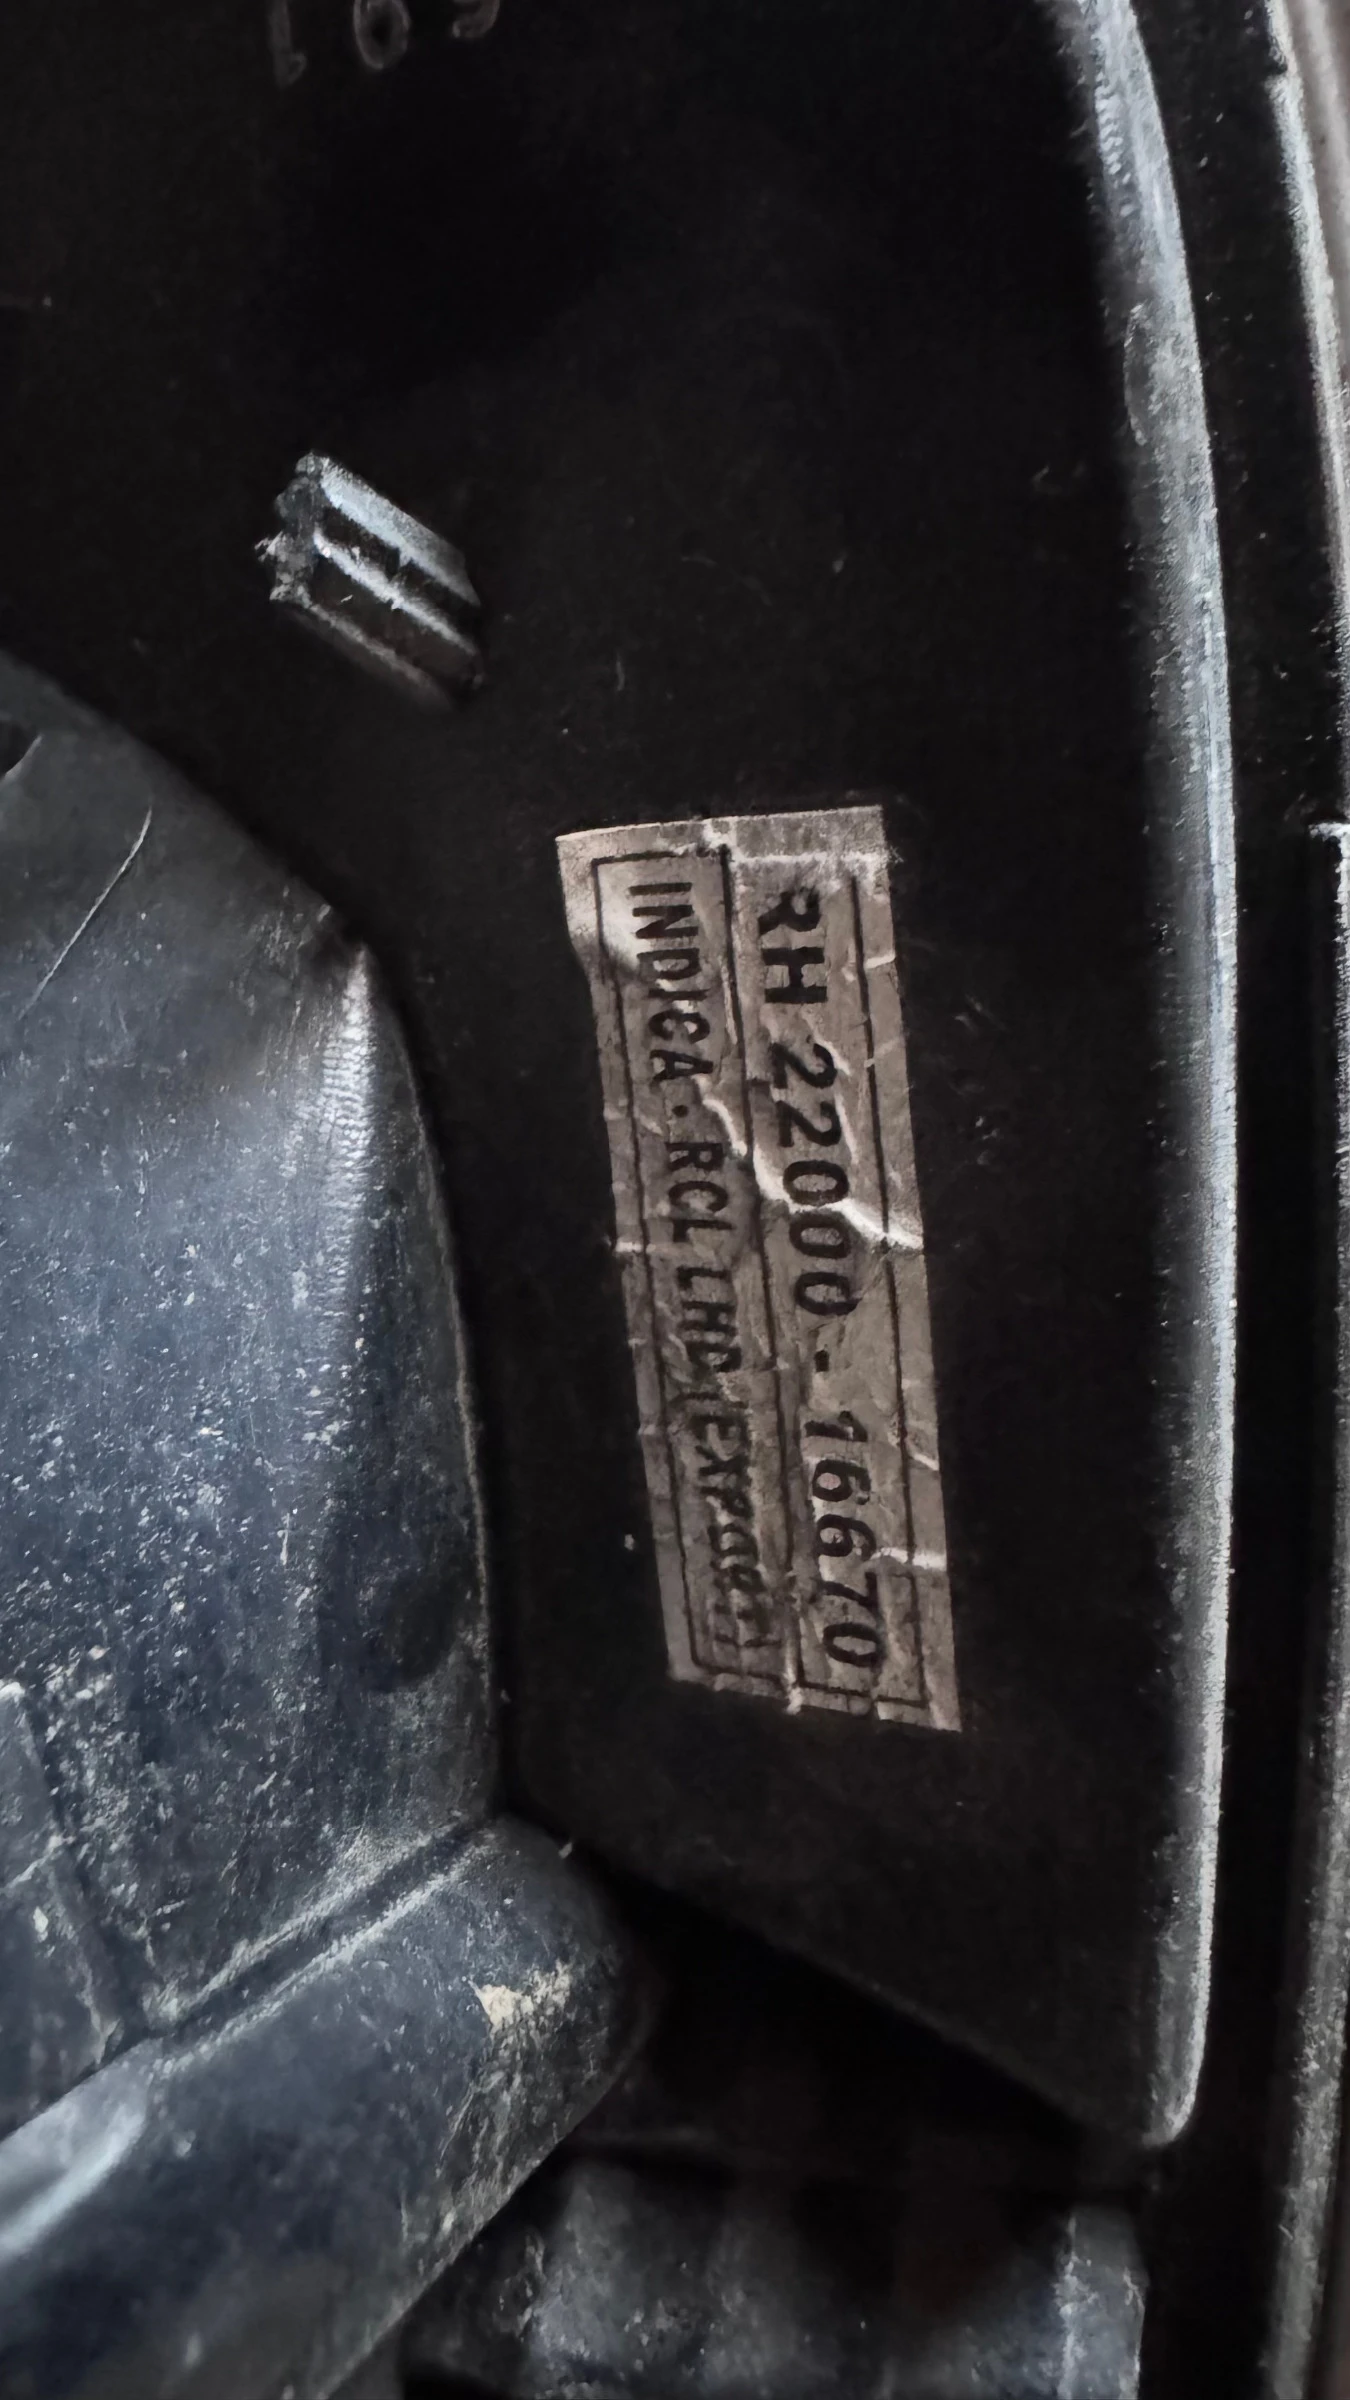 RH 22000-16670
INDICA.RCL LHD (EXPORT)